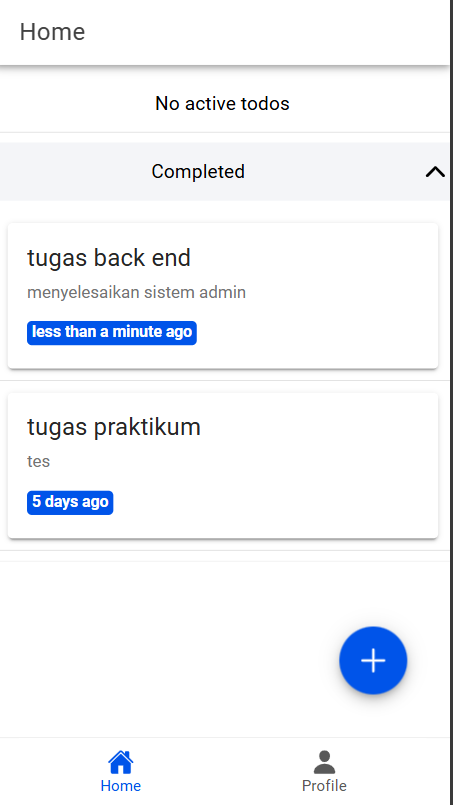 Home
No active todos
Completed
tugas back end
menyelesaikan sistem admin
less than a minute ago
tugas praktikum
tes
5 days ago
Home
Profile